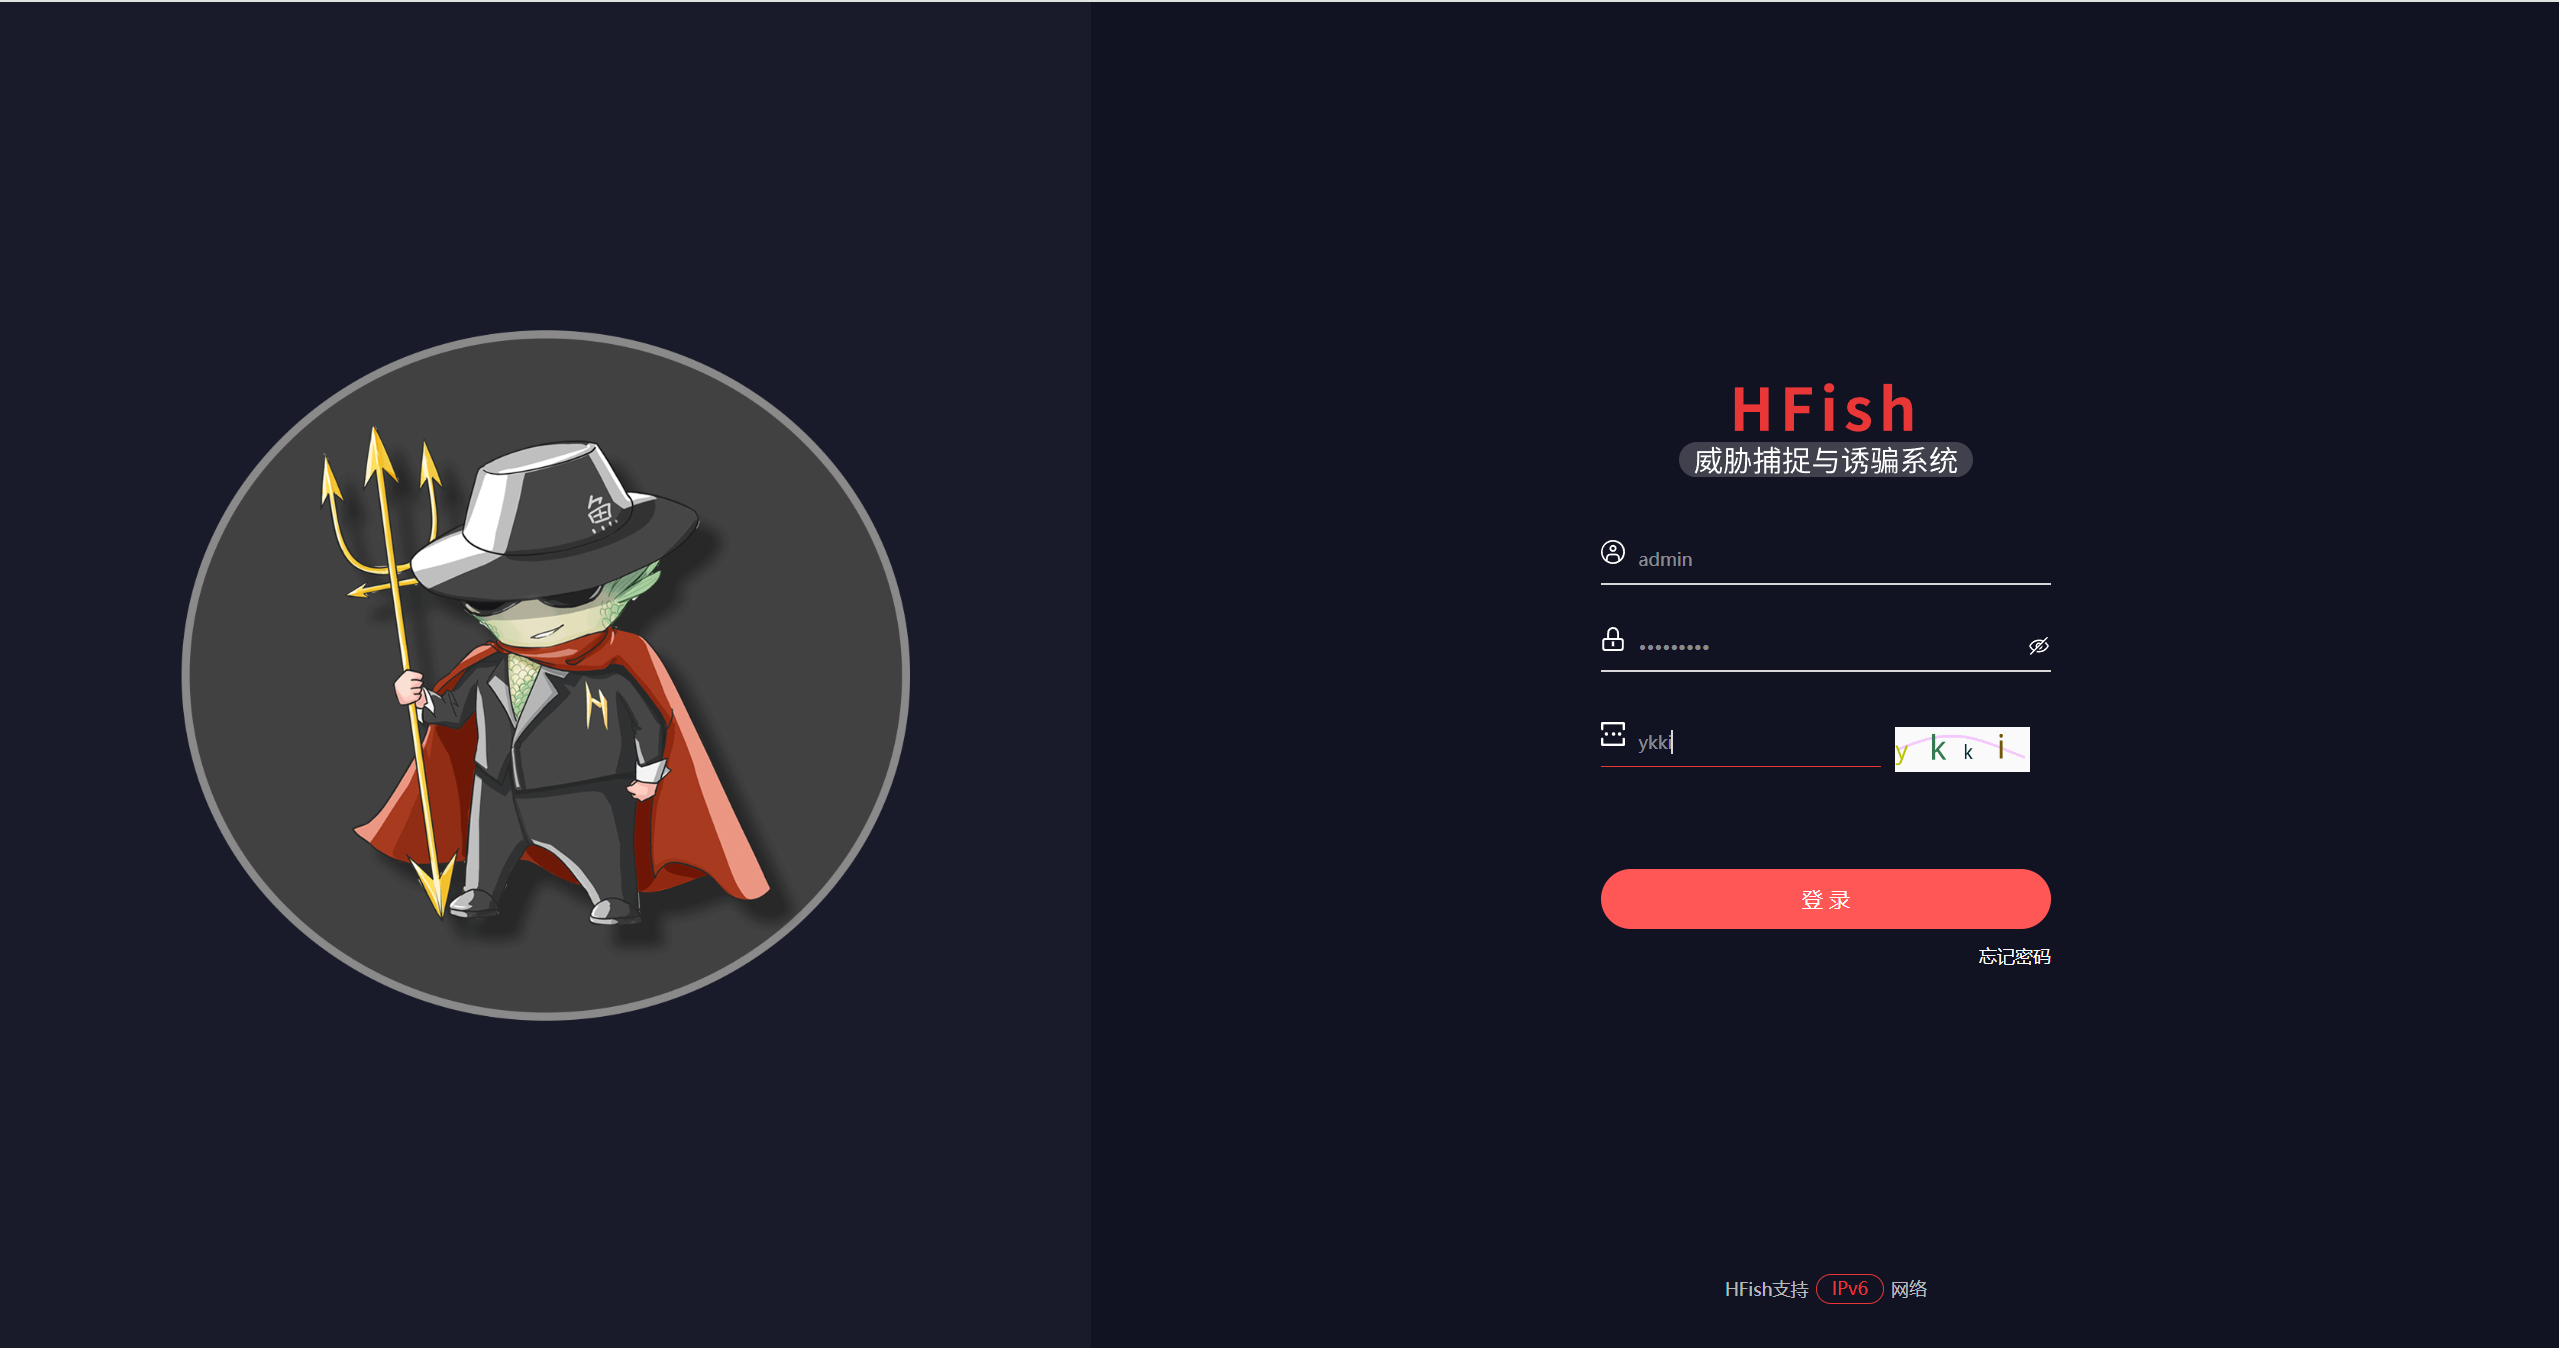 鱼
H
HFish
威胁捕捉与诱骗系统
admin
•••••••••
ykki
y k k i
登 录
忘记密码
HFish支持 IPv6 网络